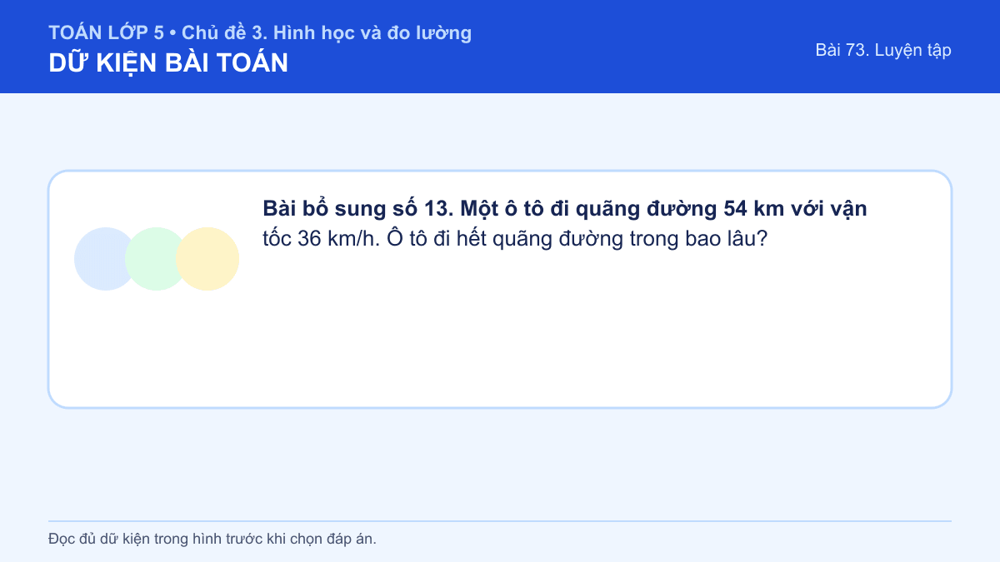 TOÁN LỚP 5 • Chủ đề 3. Hình học và đo lường
DỮ KIỆN BÀI TOÁN
Bài 73. Luyện tập
Bài bổ sung số 13. Một ô tô đi quãng đường 54 km với vận
tốc 36 km/h. Ô tô đi hết quãng đường trong bao lâu?
Đọc đủ dữ kiện trong hình trước khi chọn đáp án.